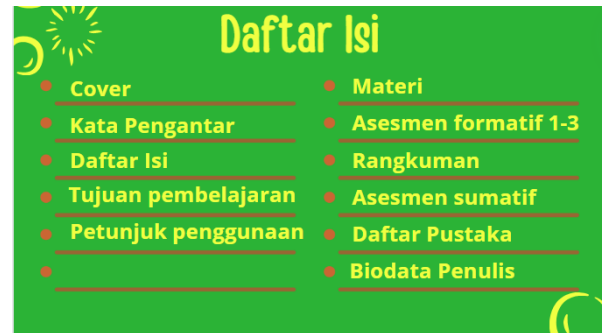 Daftar Isi
Cover
Kata Pengantar
Daftar Isi
Tujuan pembelajaran
Petunjuk penggunaan
Materi
Asesmen formatif 1-3
Rangkuman
Asesmen sumatif
Daftar Pustaka
Biodata Penulis